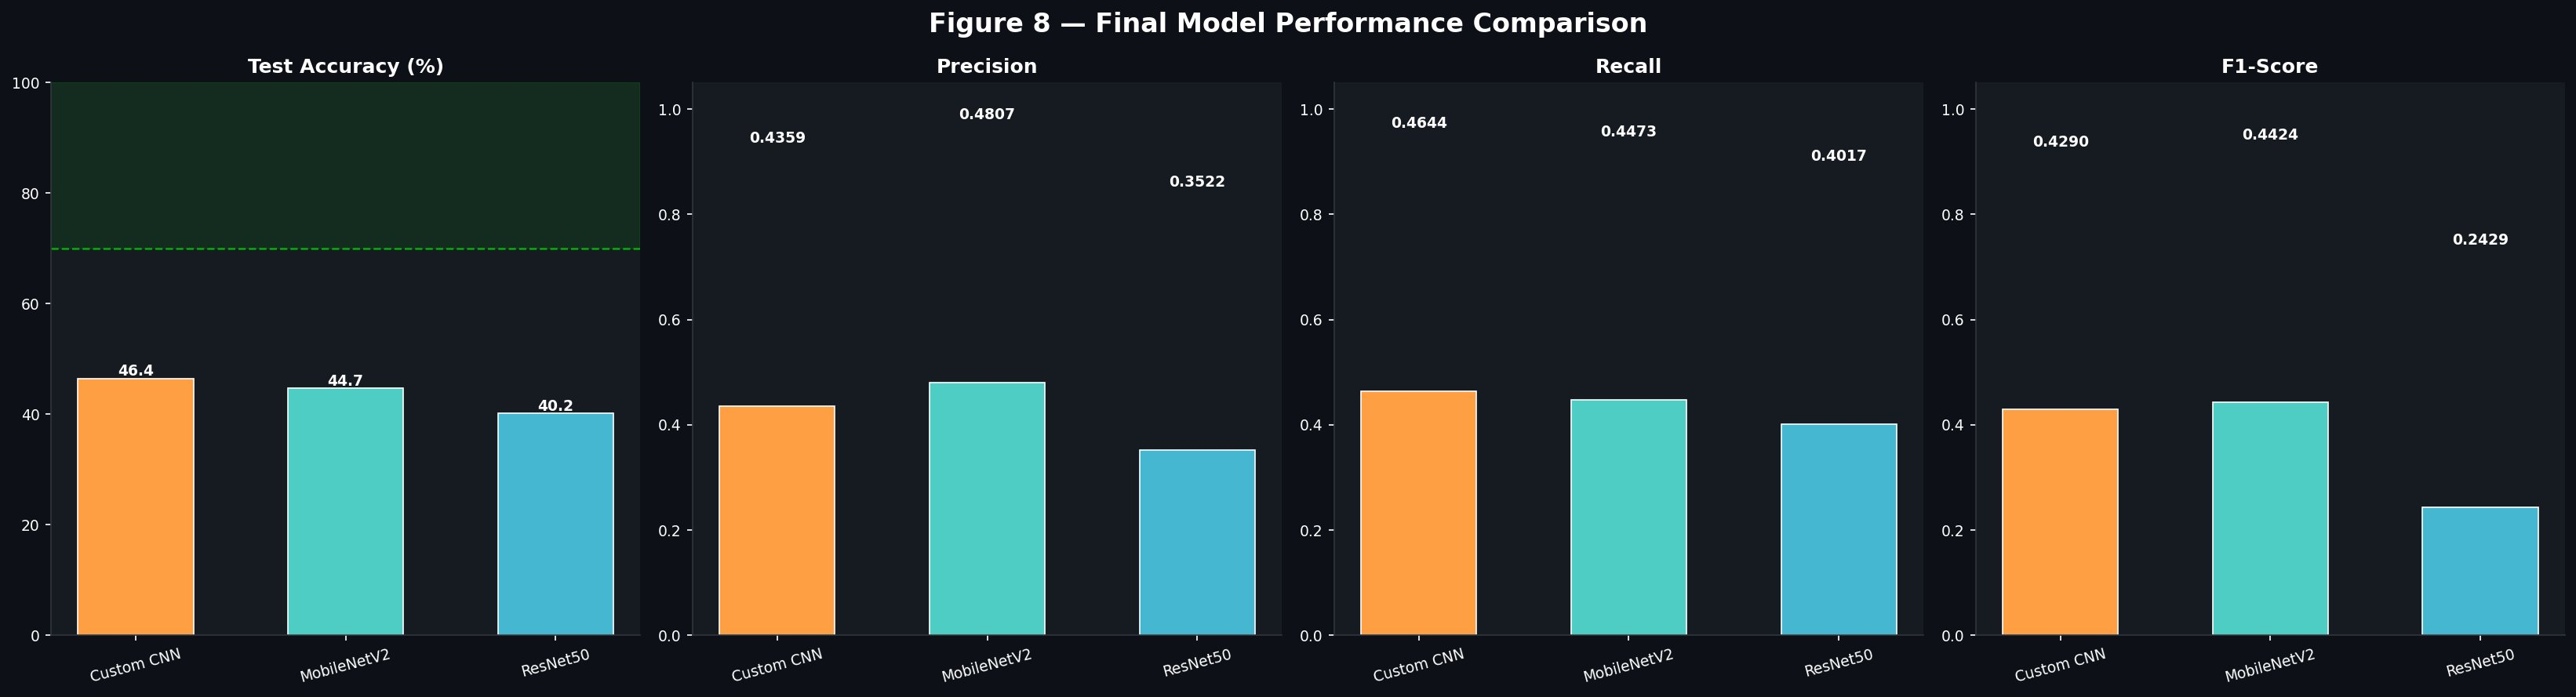 Figure 8 — Final Model Performance Comparison
Test Accuracy (%)
100
80
60
40
20
0
46.4
44.7
40.2
Custom CNN
MobileNetV2
ResNet50
Precision
1.0
0.8
0.6
0.4
0.2
0.0
0.4359
0.4807
0.3522
Custom CNN
MobileNetV2
ResNet50
Recall
1.0
0.8
0.6
0.4
0.2
0.0
0.4644
0.4473
0.4017
Custom CNN
MobileNetV2
ResNet50
F1-Score
1.0
0.8
0.6
0.4
0.2
0.0
0.4290
0.4424
0.2429
Custom CNN
MobileNetV2
ResNet50